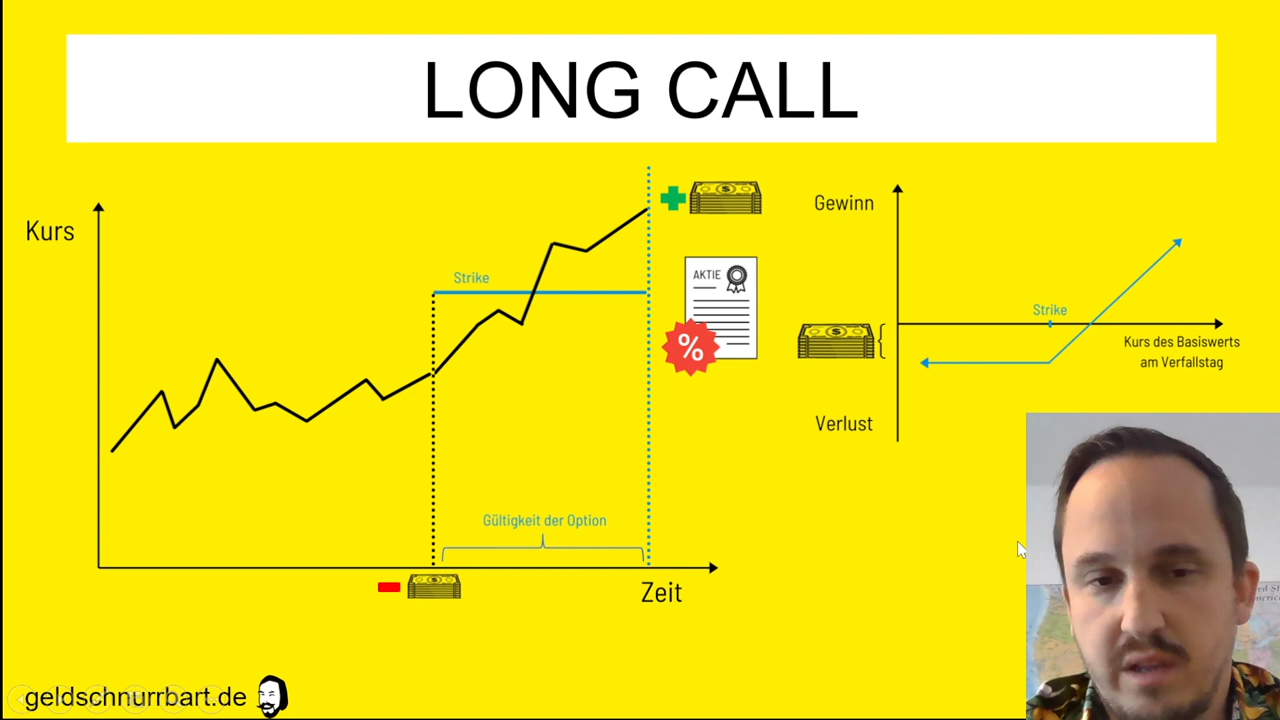 LONG CALL
Kurs
Strike
AKTIE
%
Gültigkeit der Option
Zeit
Gewinn
Strike
Kurs des Basiswerts
am Verfallstag
Verlust
geldschnurrbart.de